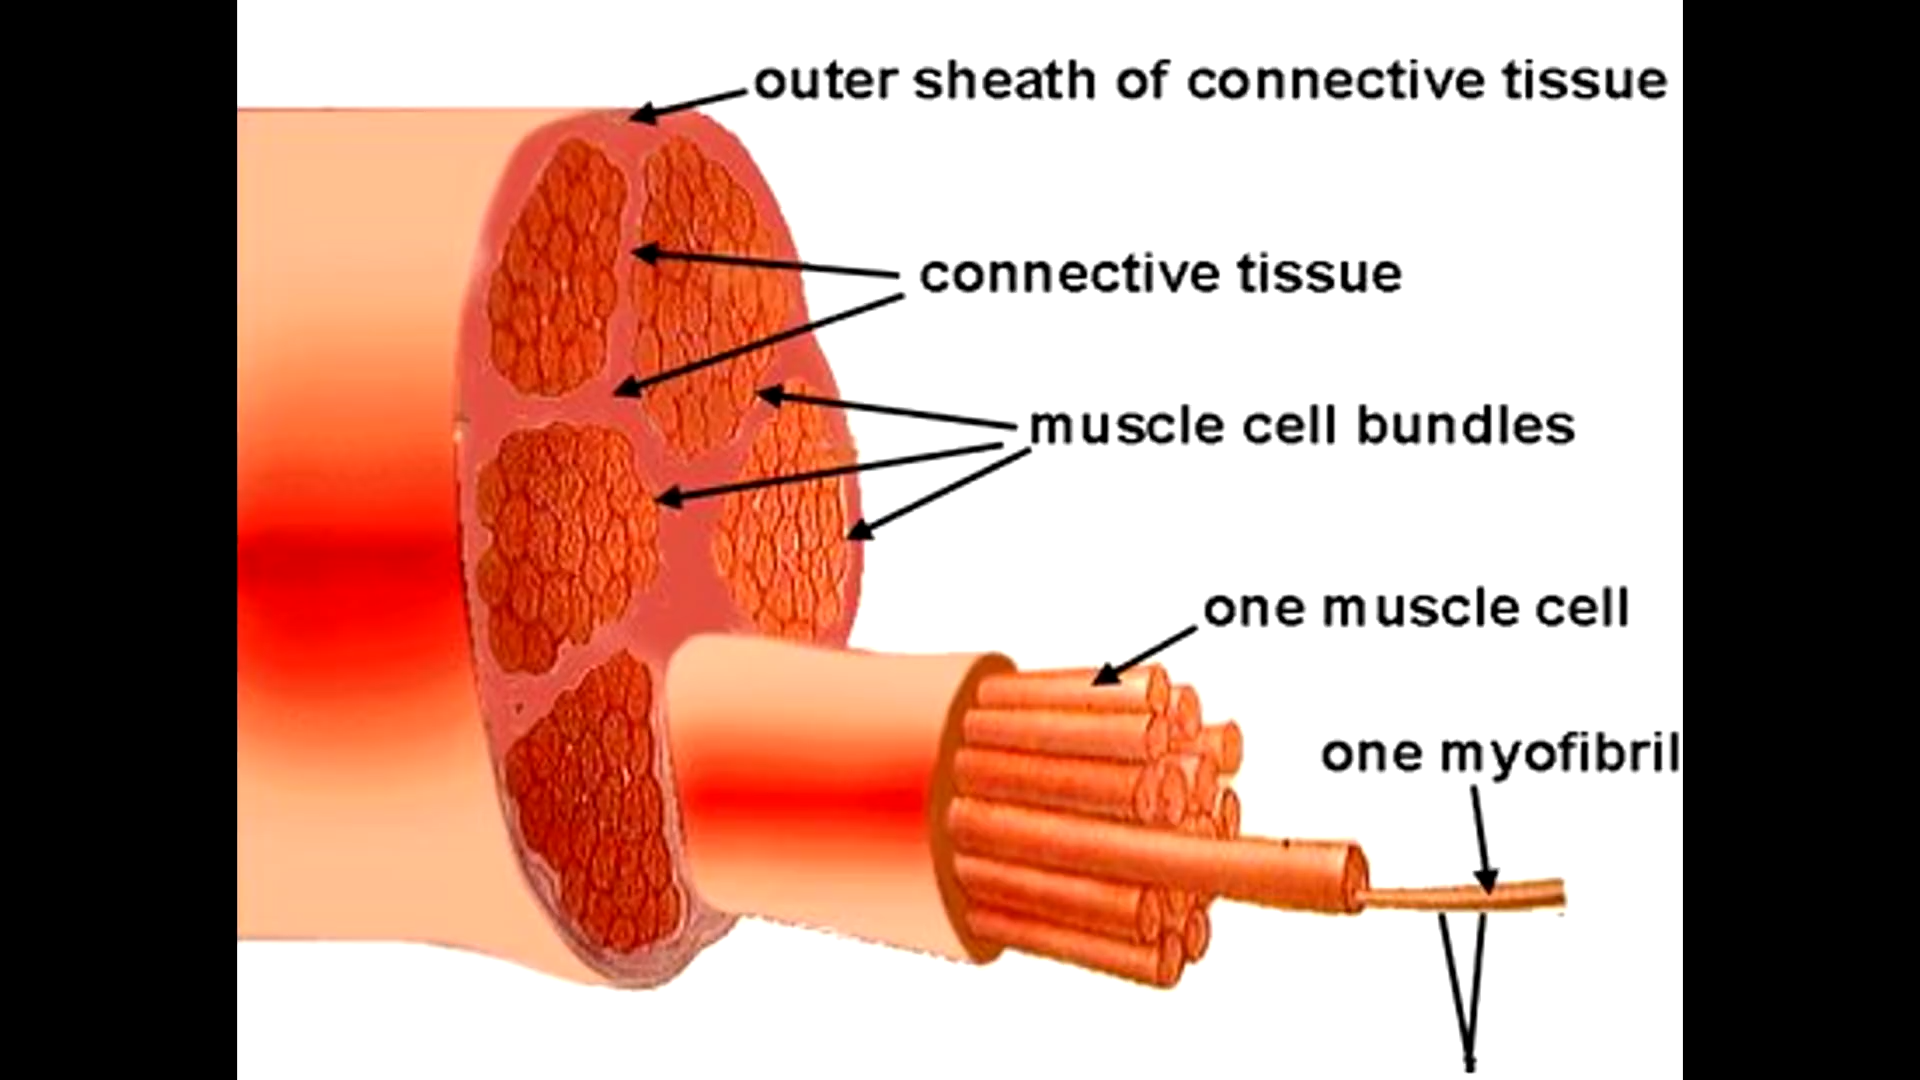 outer sheath of connective tissue
connective tissue
muscle cell bundles
one muscle cell
one myofibril